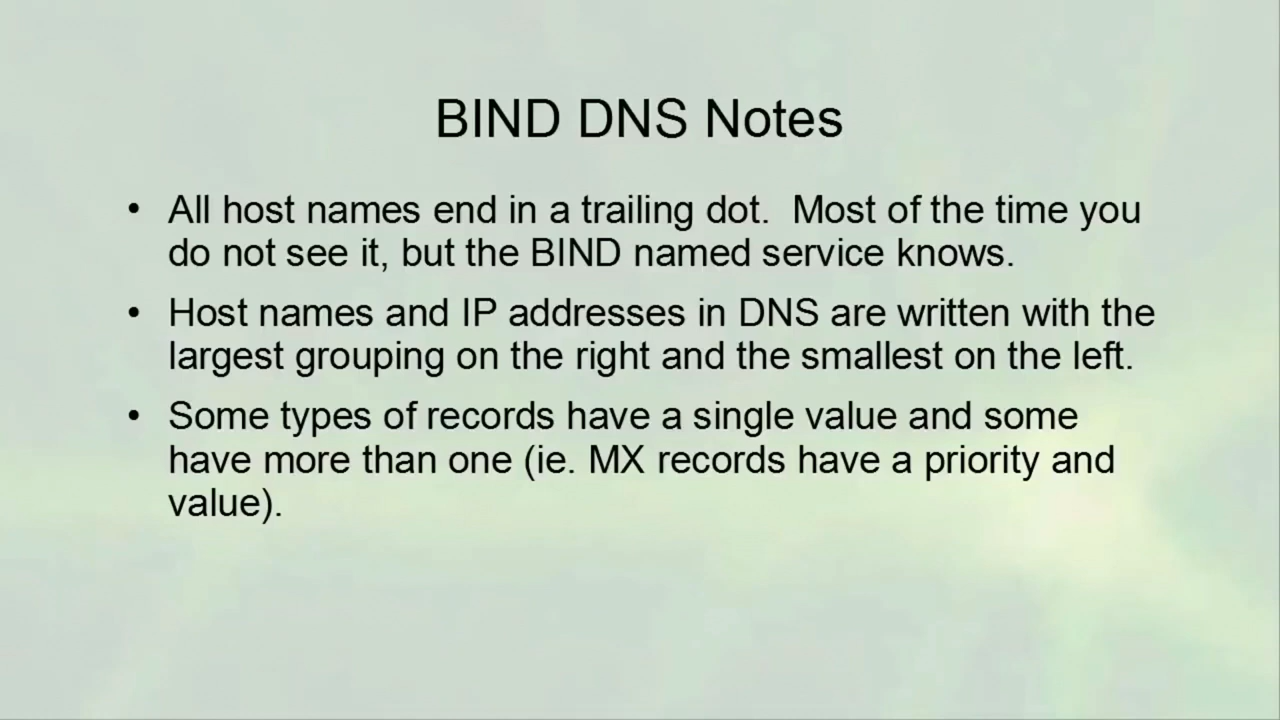 BIND DNS Notes
• All host names end in a trailing dot.  Most of the time you
do not see it, but the BIND named service knows.
• Host names and IP addresses in DNS are written with the
largest grouping on the right and the smallest on the left.
• Some types of records have a single value and some
have more than one (ie. MX records have a priority and
value).